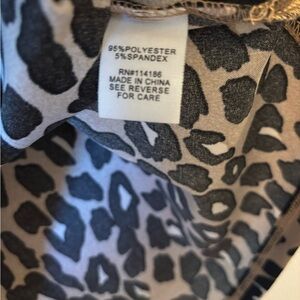 95%POLYESTER
5%SPANDEX
RN#114186
MADE IN CHINA
SEE REVERSE
FOR CARE